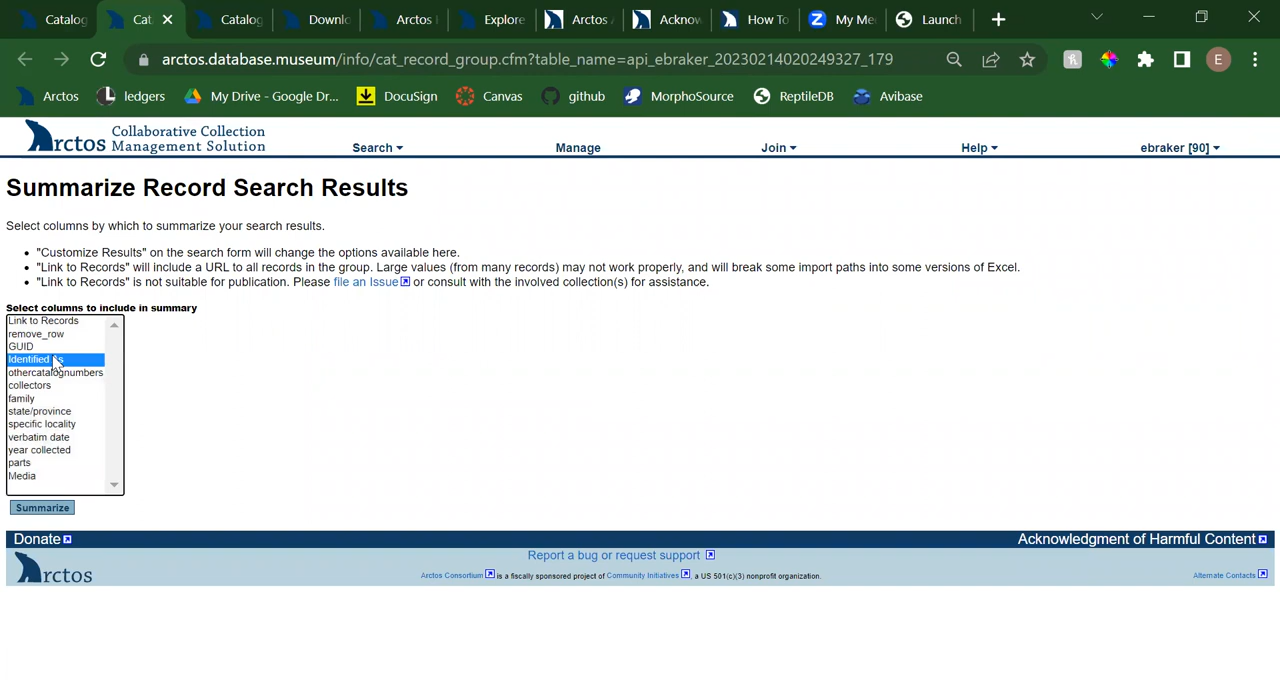 Catalog Cat Catalog Downlo Arctos Explore Arctos Acknow How To My Me Launch
arctos.database.museum/info/cat_record_group.cfm?table_name=api_ebraker_20230214020249327_179
E
Arctos ledgers My Drive - Google Dr... DocuSign Canvas github MorphoSource ReptileDB Avibase
Arctos Collaborative Collection Management Solution
Search Manage Join Help ebraker [90]
Summarize Record Search Results
Select columns by which to summarize your search results.
• "Customize Results" on the search form will change the options available here.
• "Link to Records" will include a URL to all records in the group. Large values (from many records) may not work properly, and will break some import paths into some versions of Excel.
• "Link to Records" is not suitable for publication. Please file an Issue or consult with the involved collection(s) for assistance.
Select columns to include in summary
Link to Records
remove_row
GUID
Identified As
othercatalognumbers
collectors
family
state/province
specific locality
verbatim date
year collected
parts
Media
Summarize
Donate Acknowledgment of Harmful Content
Report a bug or request support
Arctos
Arctos Consortium is a fiscally sponsored project of Community Initiatives, a US 501(c)(3) nonprofit organization.
Alternate Contacts